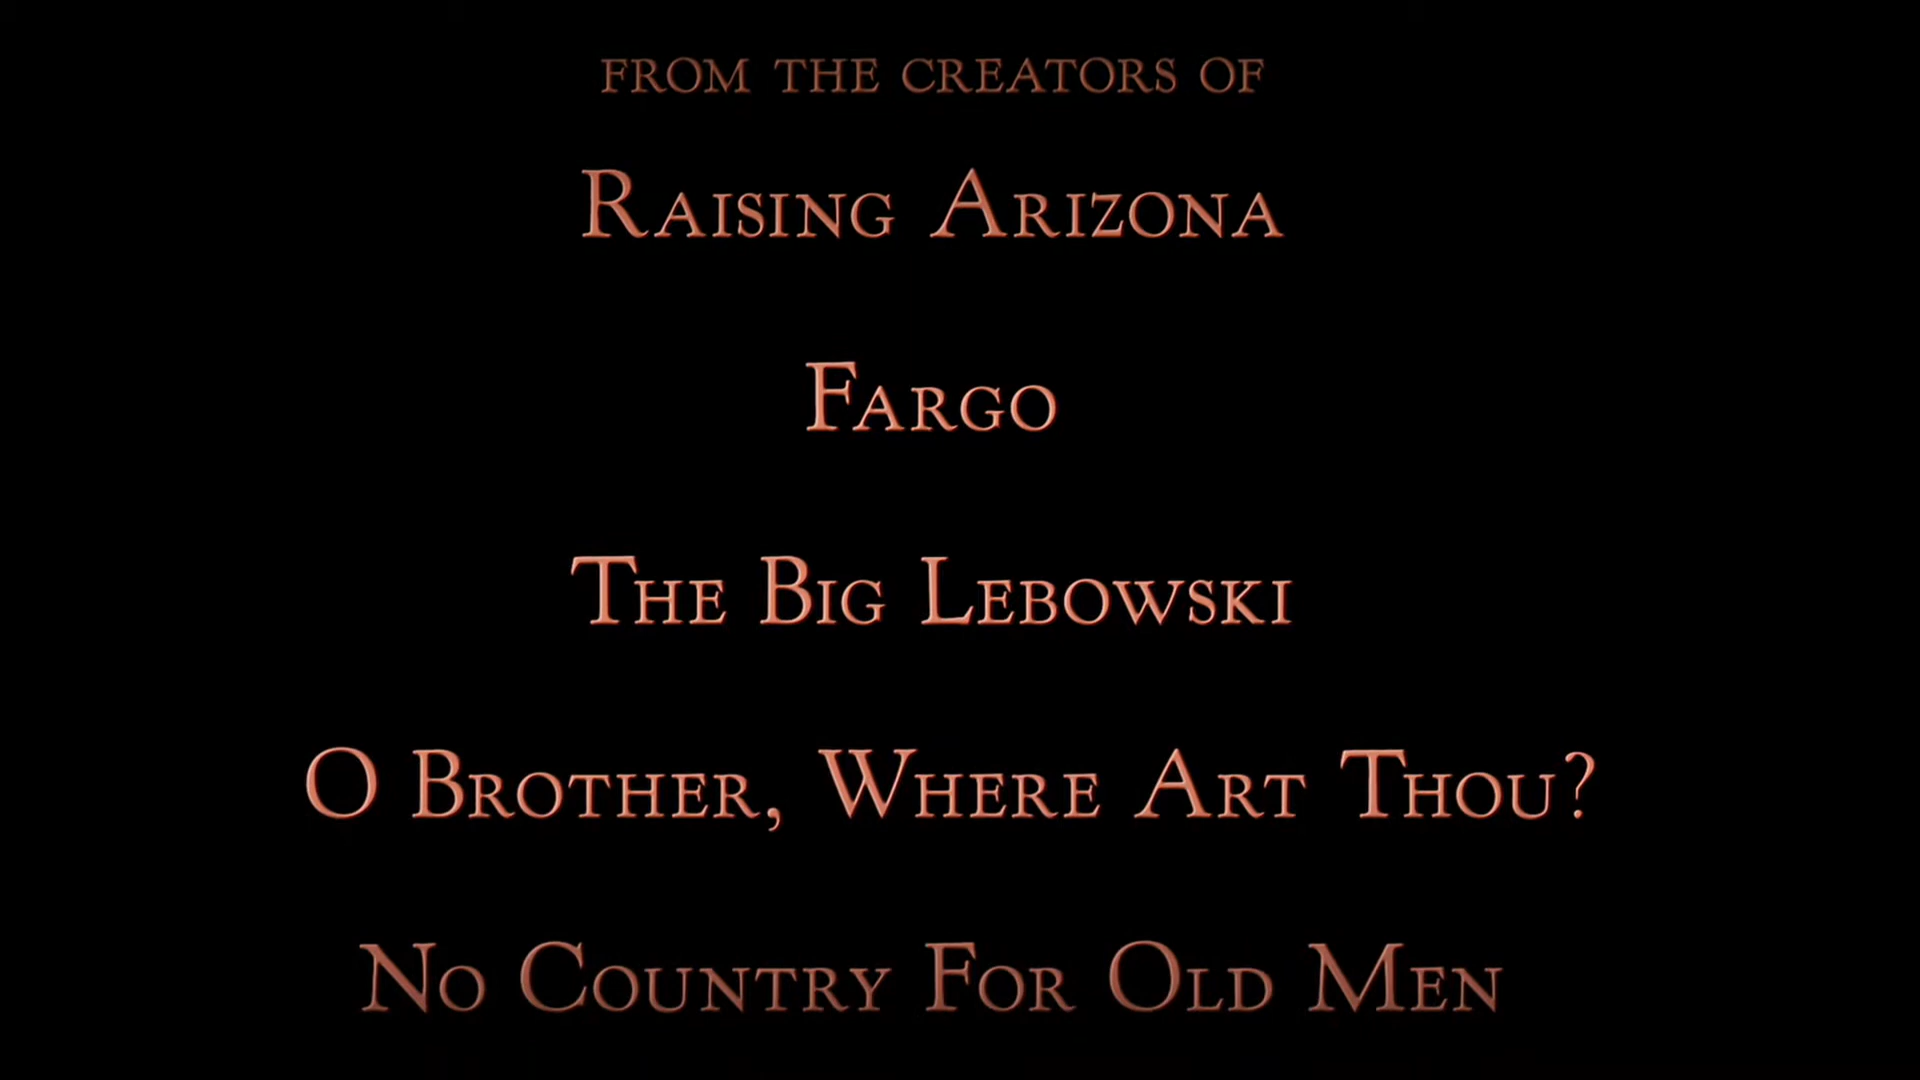 FROM THE CREATORS OF
RAISING ARIZONA
FARGO
THE BIG LEBOWSKI
O BROTHER, WHERE ART THOU?
NO COUNTRY FOR OLD MEN